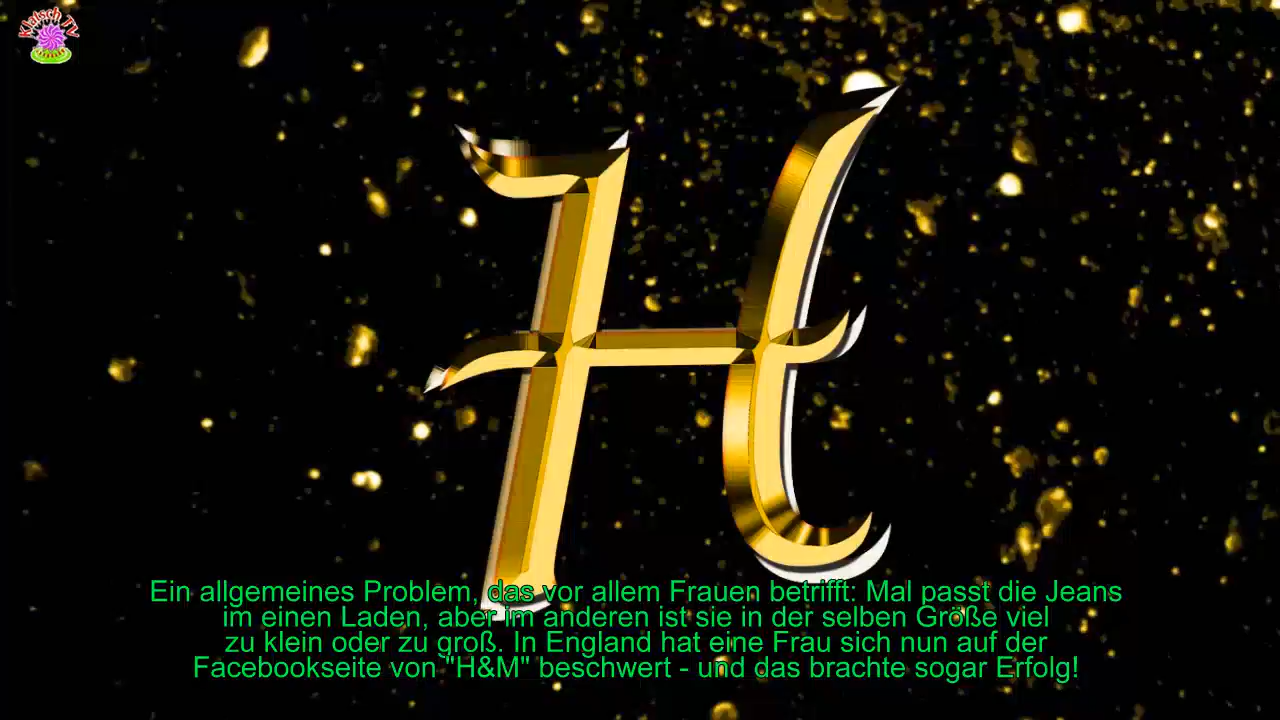 Klatsch TV
H
Ein allgemeines Problem, das vor allem Frauen betrifft: Mal passt die Jeans
im einen Laden, aber im anderen ist sie in der selben Größe viel
zu klein oder zu groß. In England hat eine Frau sich nun auf der
Facebookseite von "H&M" beschwert - und das brachte sogar Erfolg!